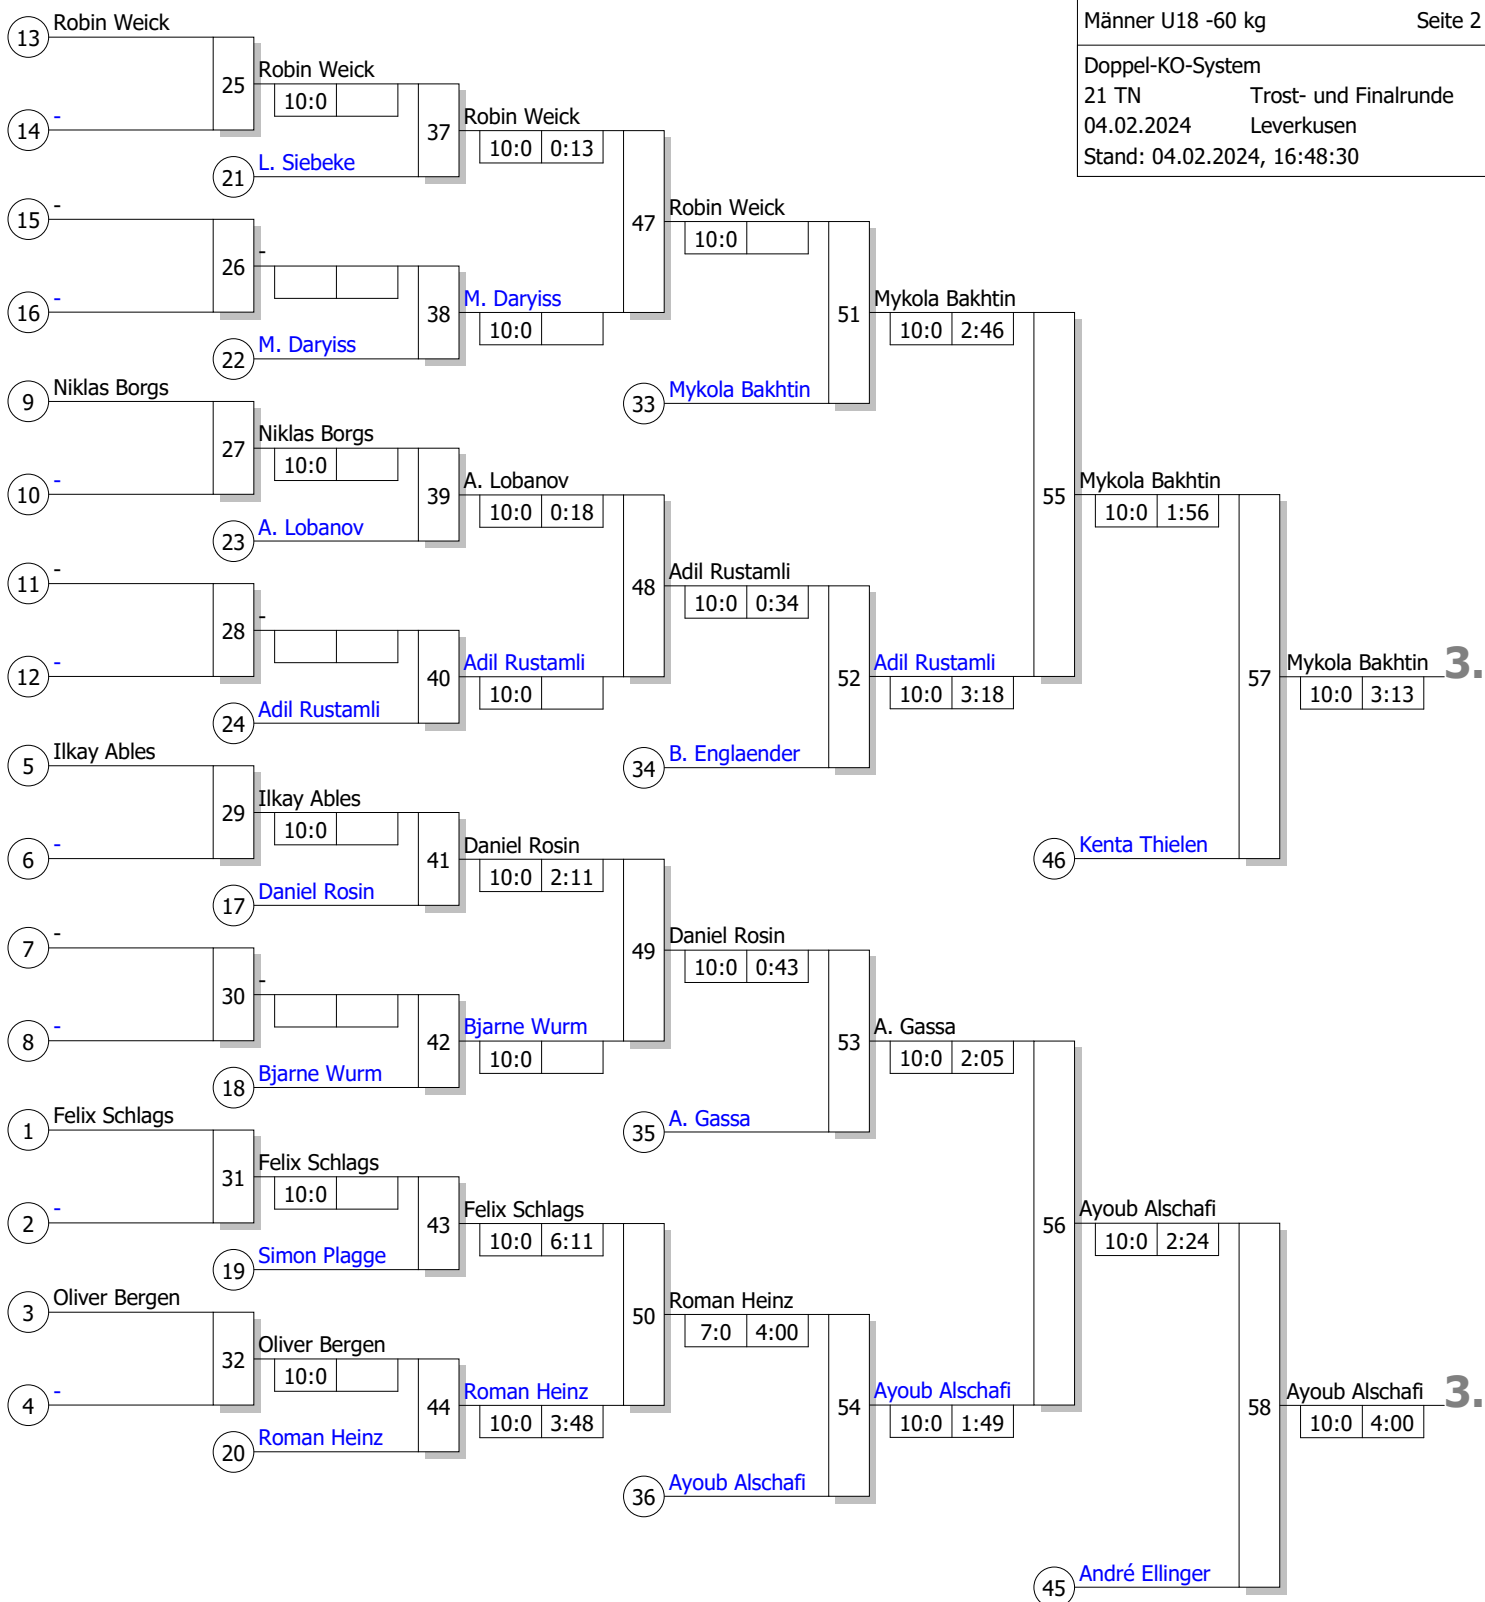 Männer U18 -60 kg Seite 2
Doppel-KO-System
21 TN Trost- und Finalrunde
04.02.2024 Leverkusen
Stand: 04.02.2024, 16:48:30
13 Robin Weick
14 -
25 Robin Weick
10:0
21 L. Siebeke
37 Robin Weick
10:0 0:13
15 -
16 -
26 -
22 M. Daryiss
38 M. Daryiss
10:0
47 Robin Weick
10:0
33 Mykola Bakhtin
51 Mykola Bakhtin
10:0 2:46
9 Niklas Borgs
10 -
27 Niklas Borgs
10:0
23 A. Lobanov
39 A. Lobanov
10:0 0:18
11 -
12 -
28 -
24 Adil Rustamli
40 Adil Rustamli
10:0
48 Adil Rustamli
10:0 0:34
34 B. Englaender
52 Adil Rustamli
10:0 3:18
55 Mykola Bakhtin
10:0 1:56
46 Kenta Thielen
57 Mykola Bakhtin 3.
10:0 3:13
5 Ilkay Ables
6 -
29 Ilkay Ables
10:0
17 Daniel Rosin
41 Daniel Rosin
10:0 2:11
7 -
8 -
30 -
18 Bjarne Wurm
42 Bjarne Wurm
10:0
49 Daniel Rosin
10:0 0:43
35 A. Gassa
53 A. Gassa
10:0 2:05
1 Felix Schlags
2 -
31 Felix Schlags
10:0
19 Simon Plagge
43 Felix Schlags
10:0 6:11
3 Oliver Bergen
4 -
32 Oliver Bergen
10:0
20 Roman Heinz
44 Roman Heinz
10:0 3:48
50 Roman Heinz
7:0 4:00
36 Ayoub Alschafi
54 Ayoub Alschafi
10:0 1:49
56 Ayoub Alschafi
10:0 2:24
45 André Ellinger
58 Ayoub Alschafi 3.
10:0 4:00